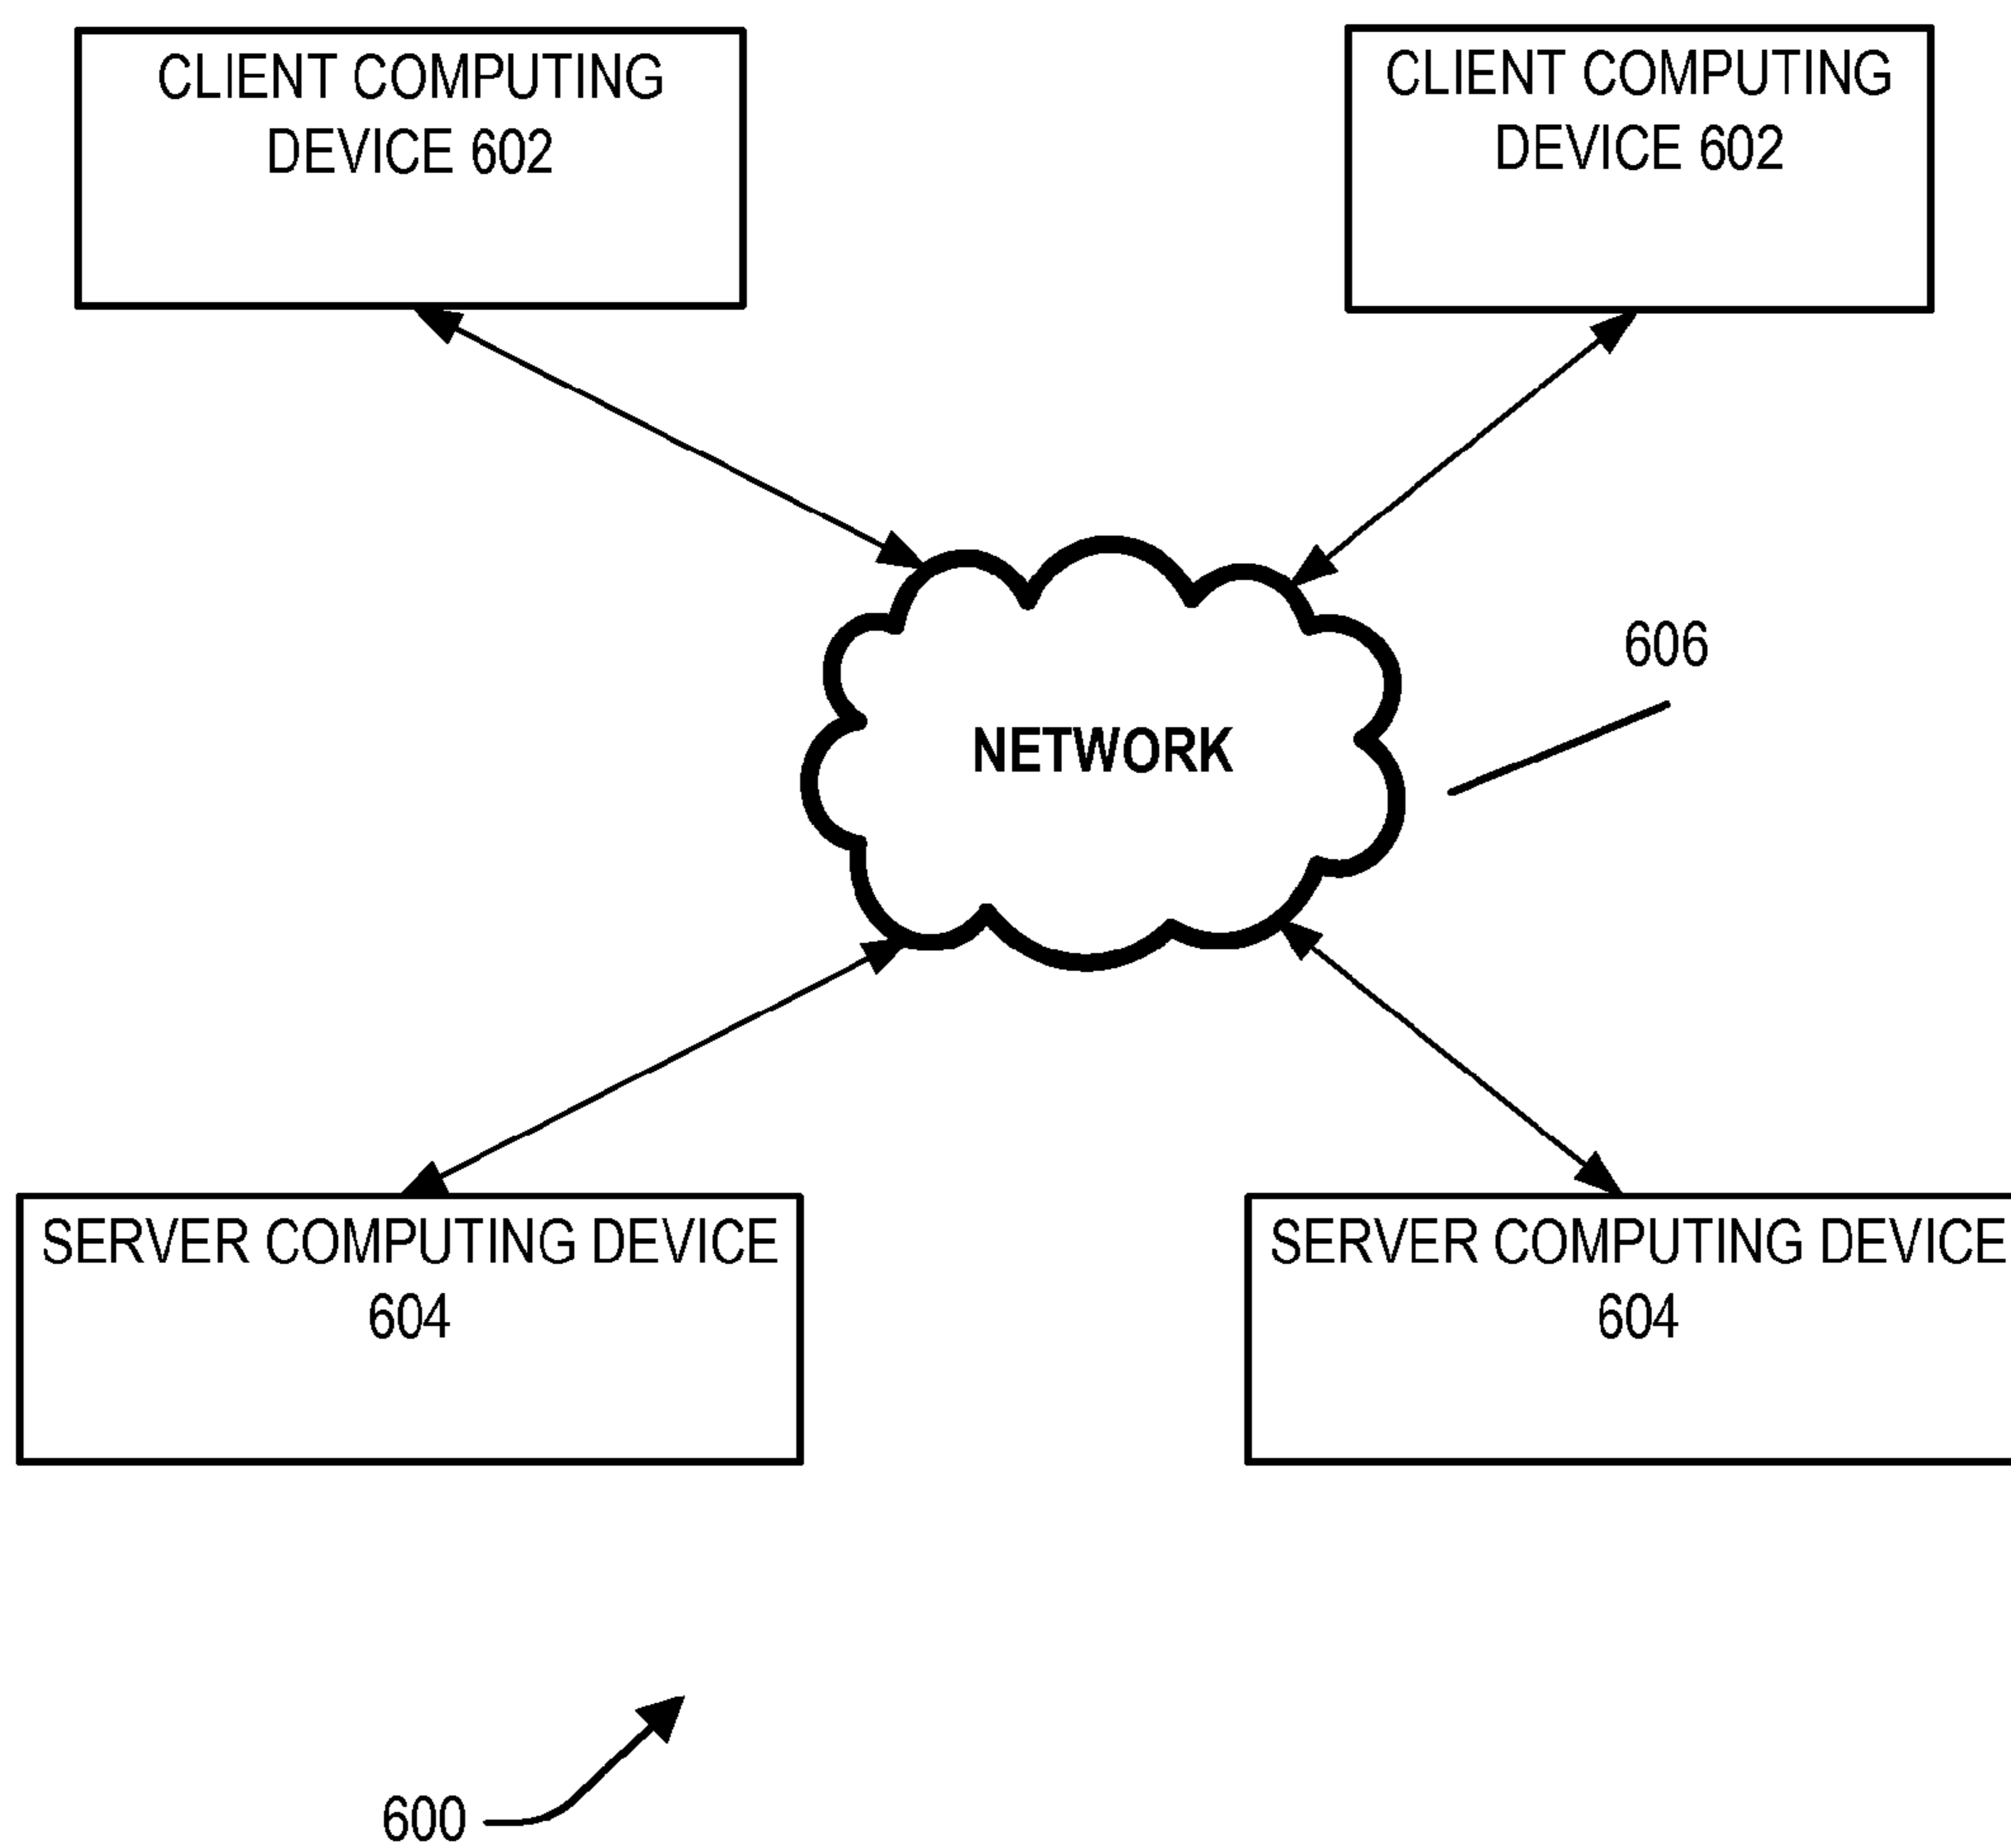 CLIENT COMPUTING
DEVICE 602
CLIENT COMPUTING
DEVICE 602
606
NETWORK
SERVER COMPUTING DEVICE
604
SERVER COMPUTING DEVICE
604
600